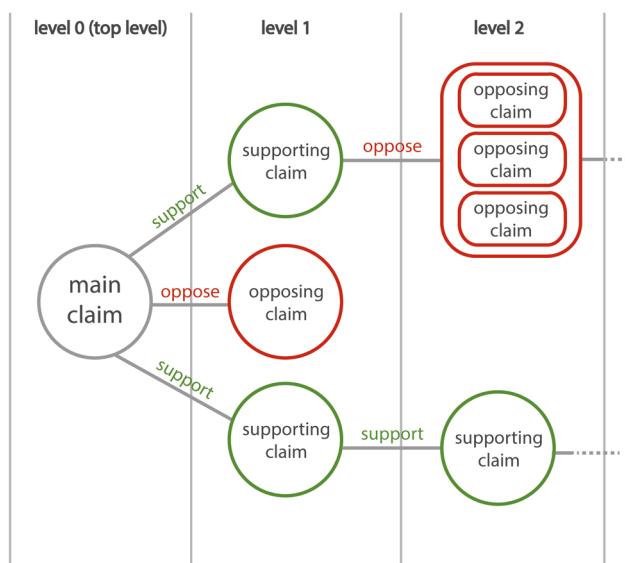 level 0 (top level)
level 1
level 2
opposing
claim
supporting
claim
oppose
opposing
claim
opposing
claim
support
main
claim
oppose
opposing
claim
support
supporting
claim
support
supporting
claim